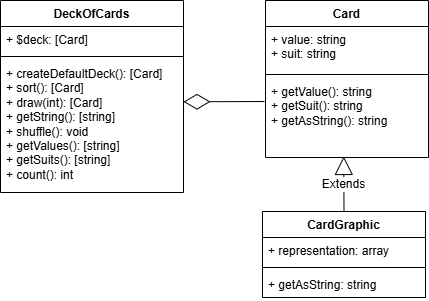 DeckOfCards
+ $deck: [Card]
+ createDefaultDeck(): [Card]
+ sort(): [Card]
+ draw(int): [Card]
+ getString(): [string]
+ shuffle(): void
+ getValues(): [string]
+ getSuits(): [string]
+ count(): int
Card
+ value: string
+ suit: string
+ getValue(): string
+ getSuit(): string
+ getAsString(): string
Extends
CardGraphic
+ representation: array
+ getAsString: string